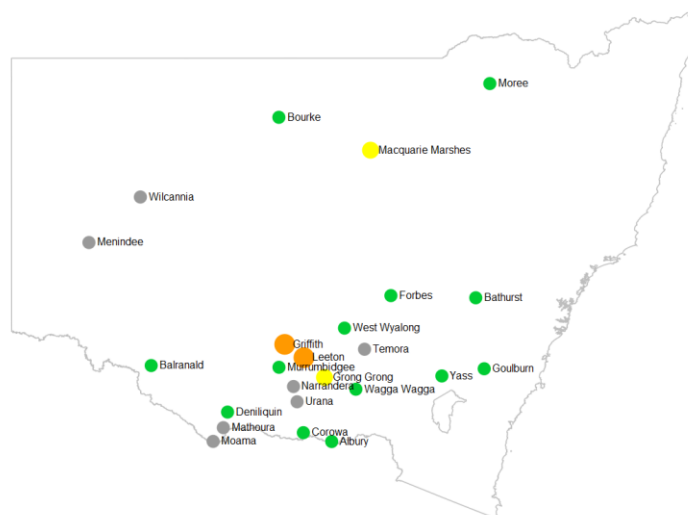 Moree
Bourke
Macquarie Marshes
Wilcannia
Menindee
Forbes
Bathurst
West Wyalong
Griffith
Temora
Leeton
Balranald
Murrumbidgee
Goulburn
Grong Grong
Yass
Narrandera
Wagga Wagga
Urana
Deniliquin
Mathoura
Corowa
Moama
Albury